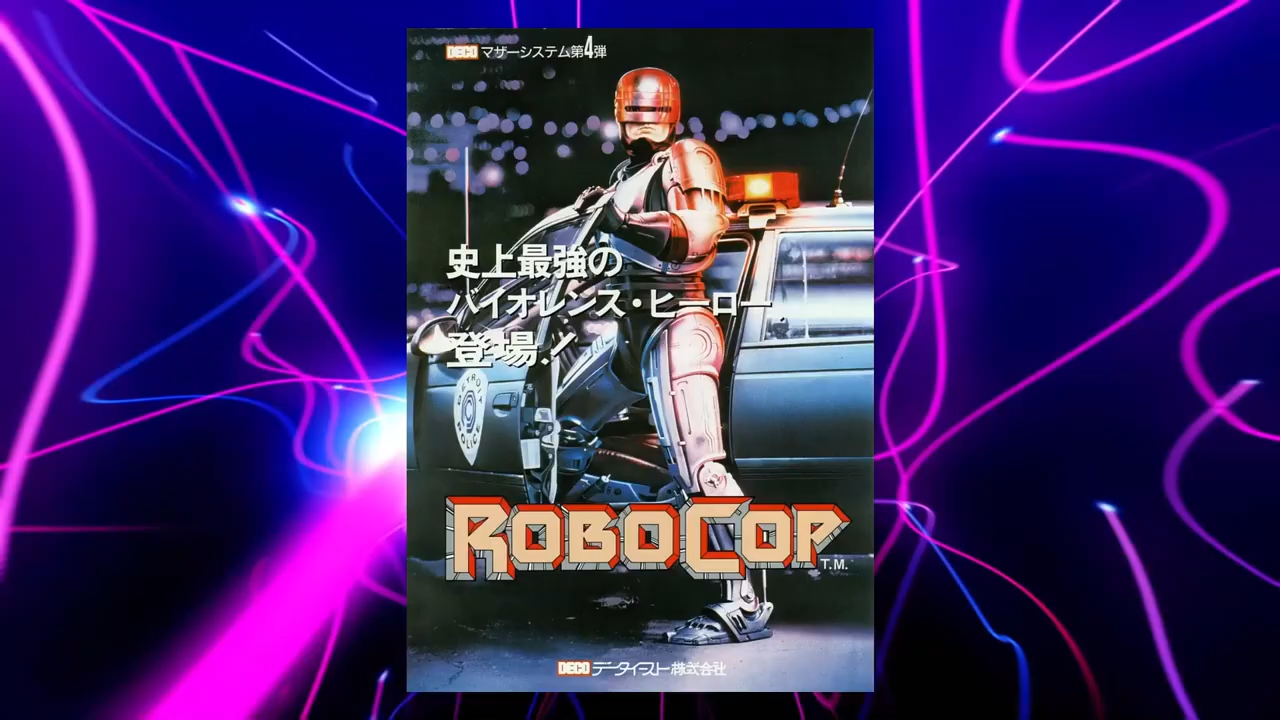 DECO マザーシステム第4弾
史上最強の
バイオレンス・ヒーロー
登場!
DETROIT POLICE
ROBOCOP
T.M.
DECO データイースト株式会社